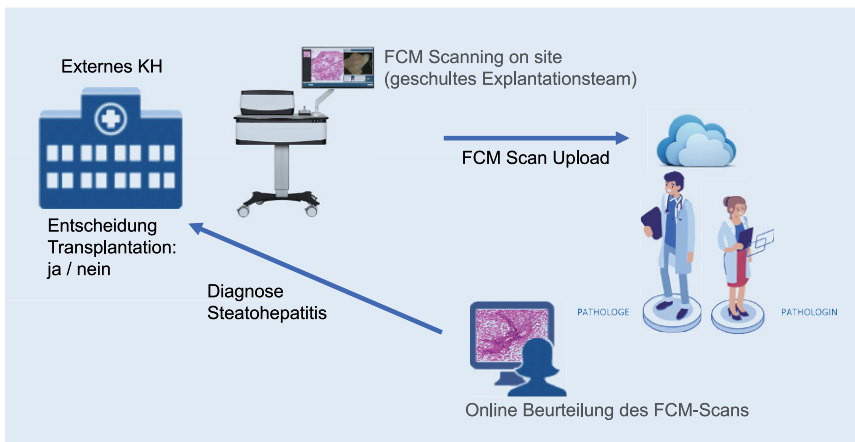 Externes KH
FCM Scanning on site
(geschultes Explantationsteam)
FCM Scan Upload
Entscheidung
Transplantation:
ja / nein
Diagnose
Steatohepatitis
PATHOLOGE
PATHOLOGIN
Online Beurteilung des FCM-Scans